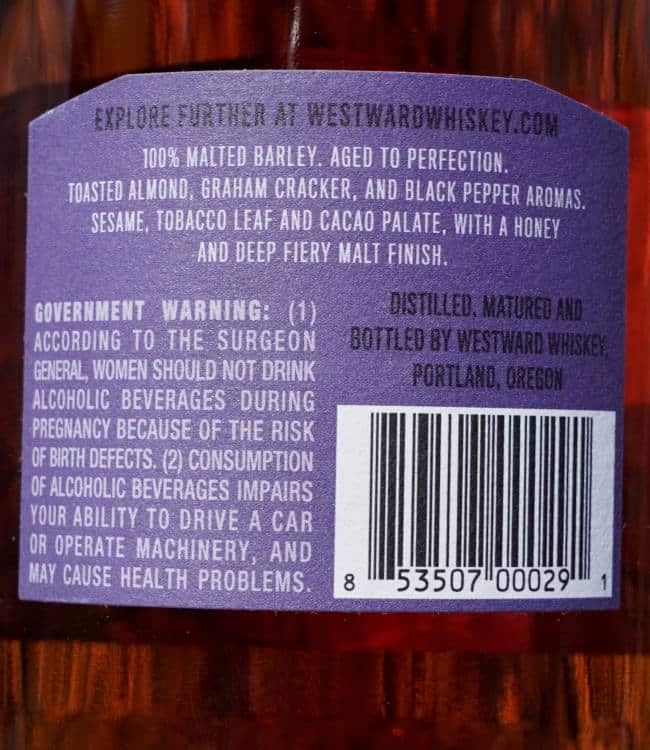 EXPLORE FURTHER AT WESTWARDWHISKEY.COM
100% MALTED BARLEY. AGED TO PERFECTION.
TOASTED ALMOND, GRAHAM CRACKER, AND BLACK PEPPER AROMAS.
SESAME, TOBACCO LEAF AND CACAO PALATE, WITH A HONEY
AND DEEP FIERY MALT FINISH.
GOVERNMENT WARNING: (1)
ACCORDING TO THE SURGEON
GENERAL, WOMEN SHOULD NOT DRINK
ALCOHOLIC BEVERAGES DURING
PREGNANCY BECAUSE OF THE RISK
OF BIRTH DEFECTS. (2) CONSUMPTION
OF ALCOHOLIC BEVERAGES IMPAIRS
YOUR ABILITY TO DRIVE A CAR
OR OPERATE MACHINERY, AND
MAY CAUSE HEALTH PROBLEMS.
DISTILLED, MATURED AND
BOTTLED BY WESTWARD WHISKEY,
PORTLAND, OREGON
8 53507 00029 1